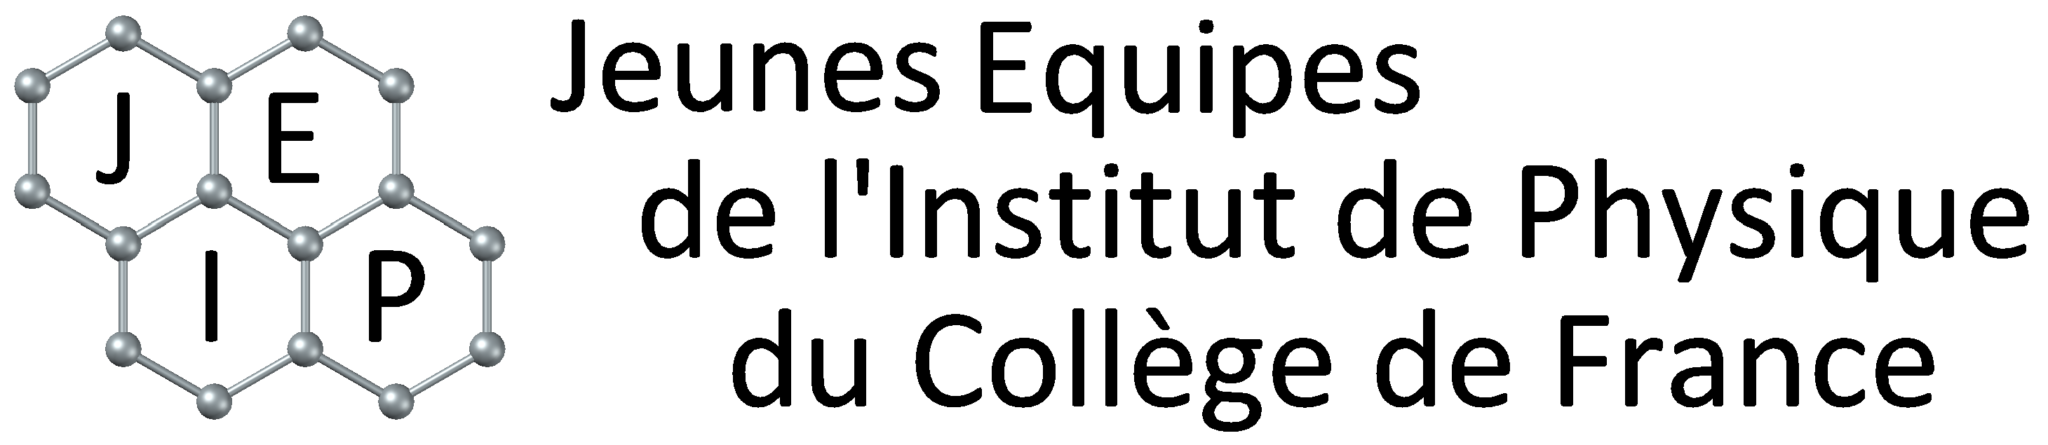 J E
I P
Jeunes Equipes
de l'Institut de Physique
du Collège de France